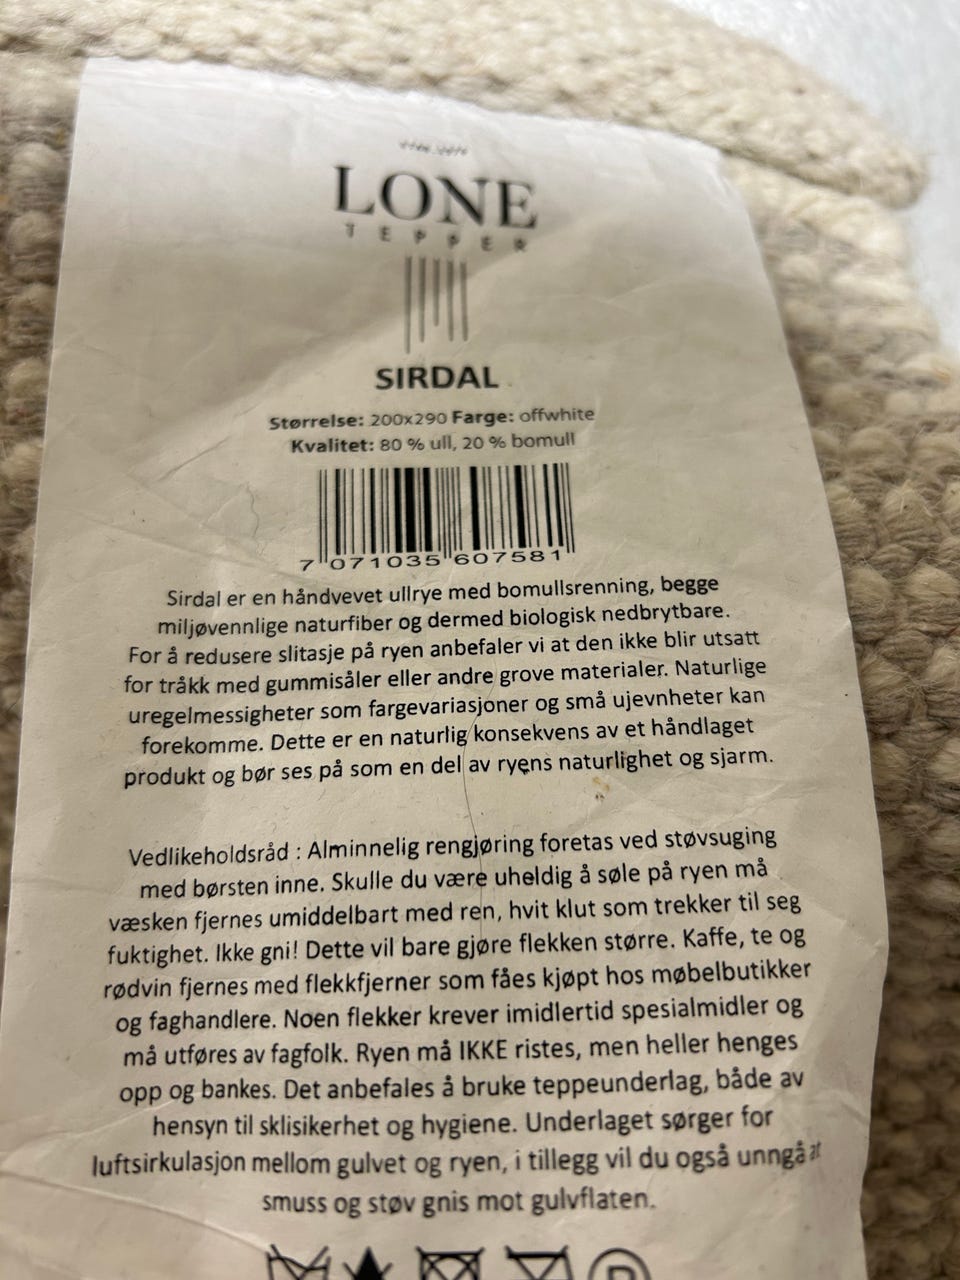 LONE
TEPPER
SIRDAL
Størrelse: 200x290 Farge: offwhite
Kvalitet: 80 % ull, 20 % bomull
7 071035 607581
Sirdal er en håndvevet ullrye med bomullsrenning, begge
miljøvennlige naturfiber og dermed biologisk nedbrytbare.
For å redusere slitasje på ryen anbefaler vi at den ikke blir utsatt
for tråkk med gummisåler eller andre grove materialer. Naturlige
uregelmessigheter som fargevariasjoner og små ujevnheter kan
forekomme. Dette er en naturlig konsekvens av et håndlaget
produkt og bør ses på som en del av ryens naturlighet og sjarm.
Vedlikeholdsråd : Alminnelig rengjøring foretas ved støvsuging
med børsten inne. Skulle du være uheldig å søle på ryen må
væsken fjernes umiddelbart med ren, hvit klut som trekker til seg
fuktighet. Ikke gni! Dette vil bare gjøre flekken større. Kaffe, te og
rødvin fjernes med flekkfjerner som fåes kjøpt hos møbelbutikker
og faghandlere. Noen flekker krever imidlertid spesialmidler og
må utføres av fagfolk. Ryen må IKKE ristes, men heller henges
opp og bankes. Det anbefales å bruke teppeunderlag, både av
hensyn til sklisikerhet og hygiene. Underlaget sørger for
luftsirkulasjon mellom gulvet og ryen, i tillegg vil du også unngå at
smuss og støv gnis mot gulvflaten.
P